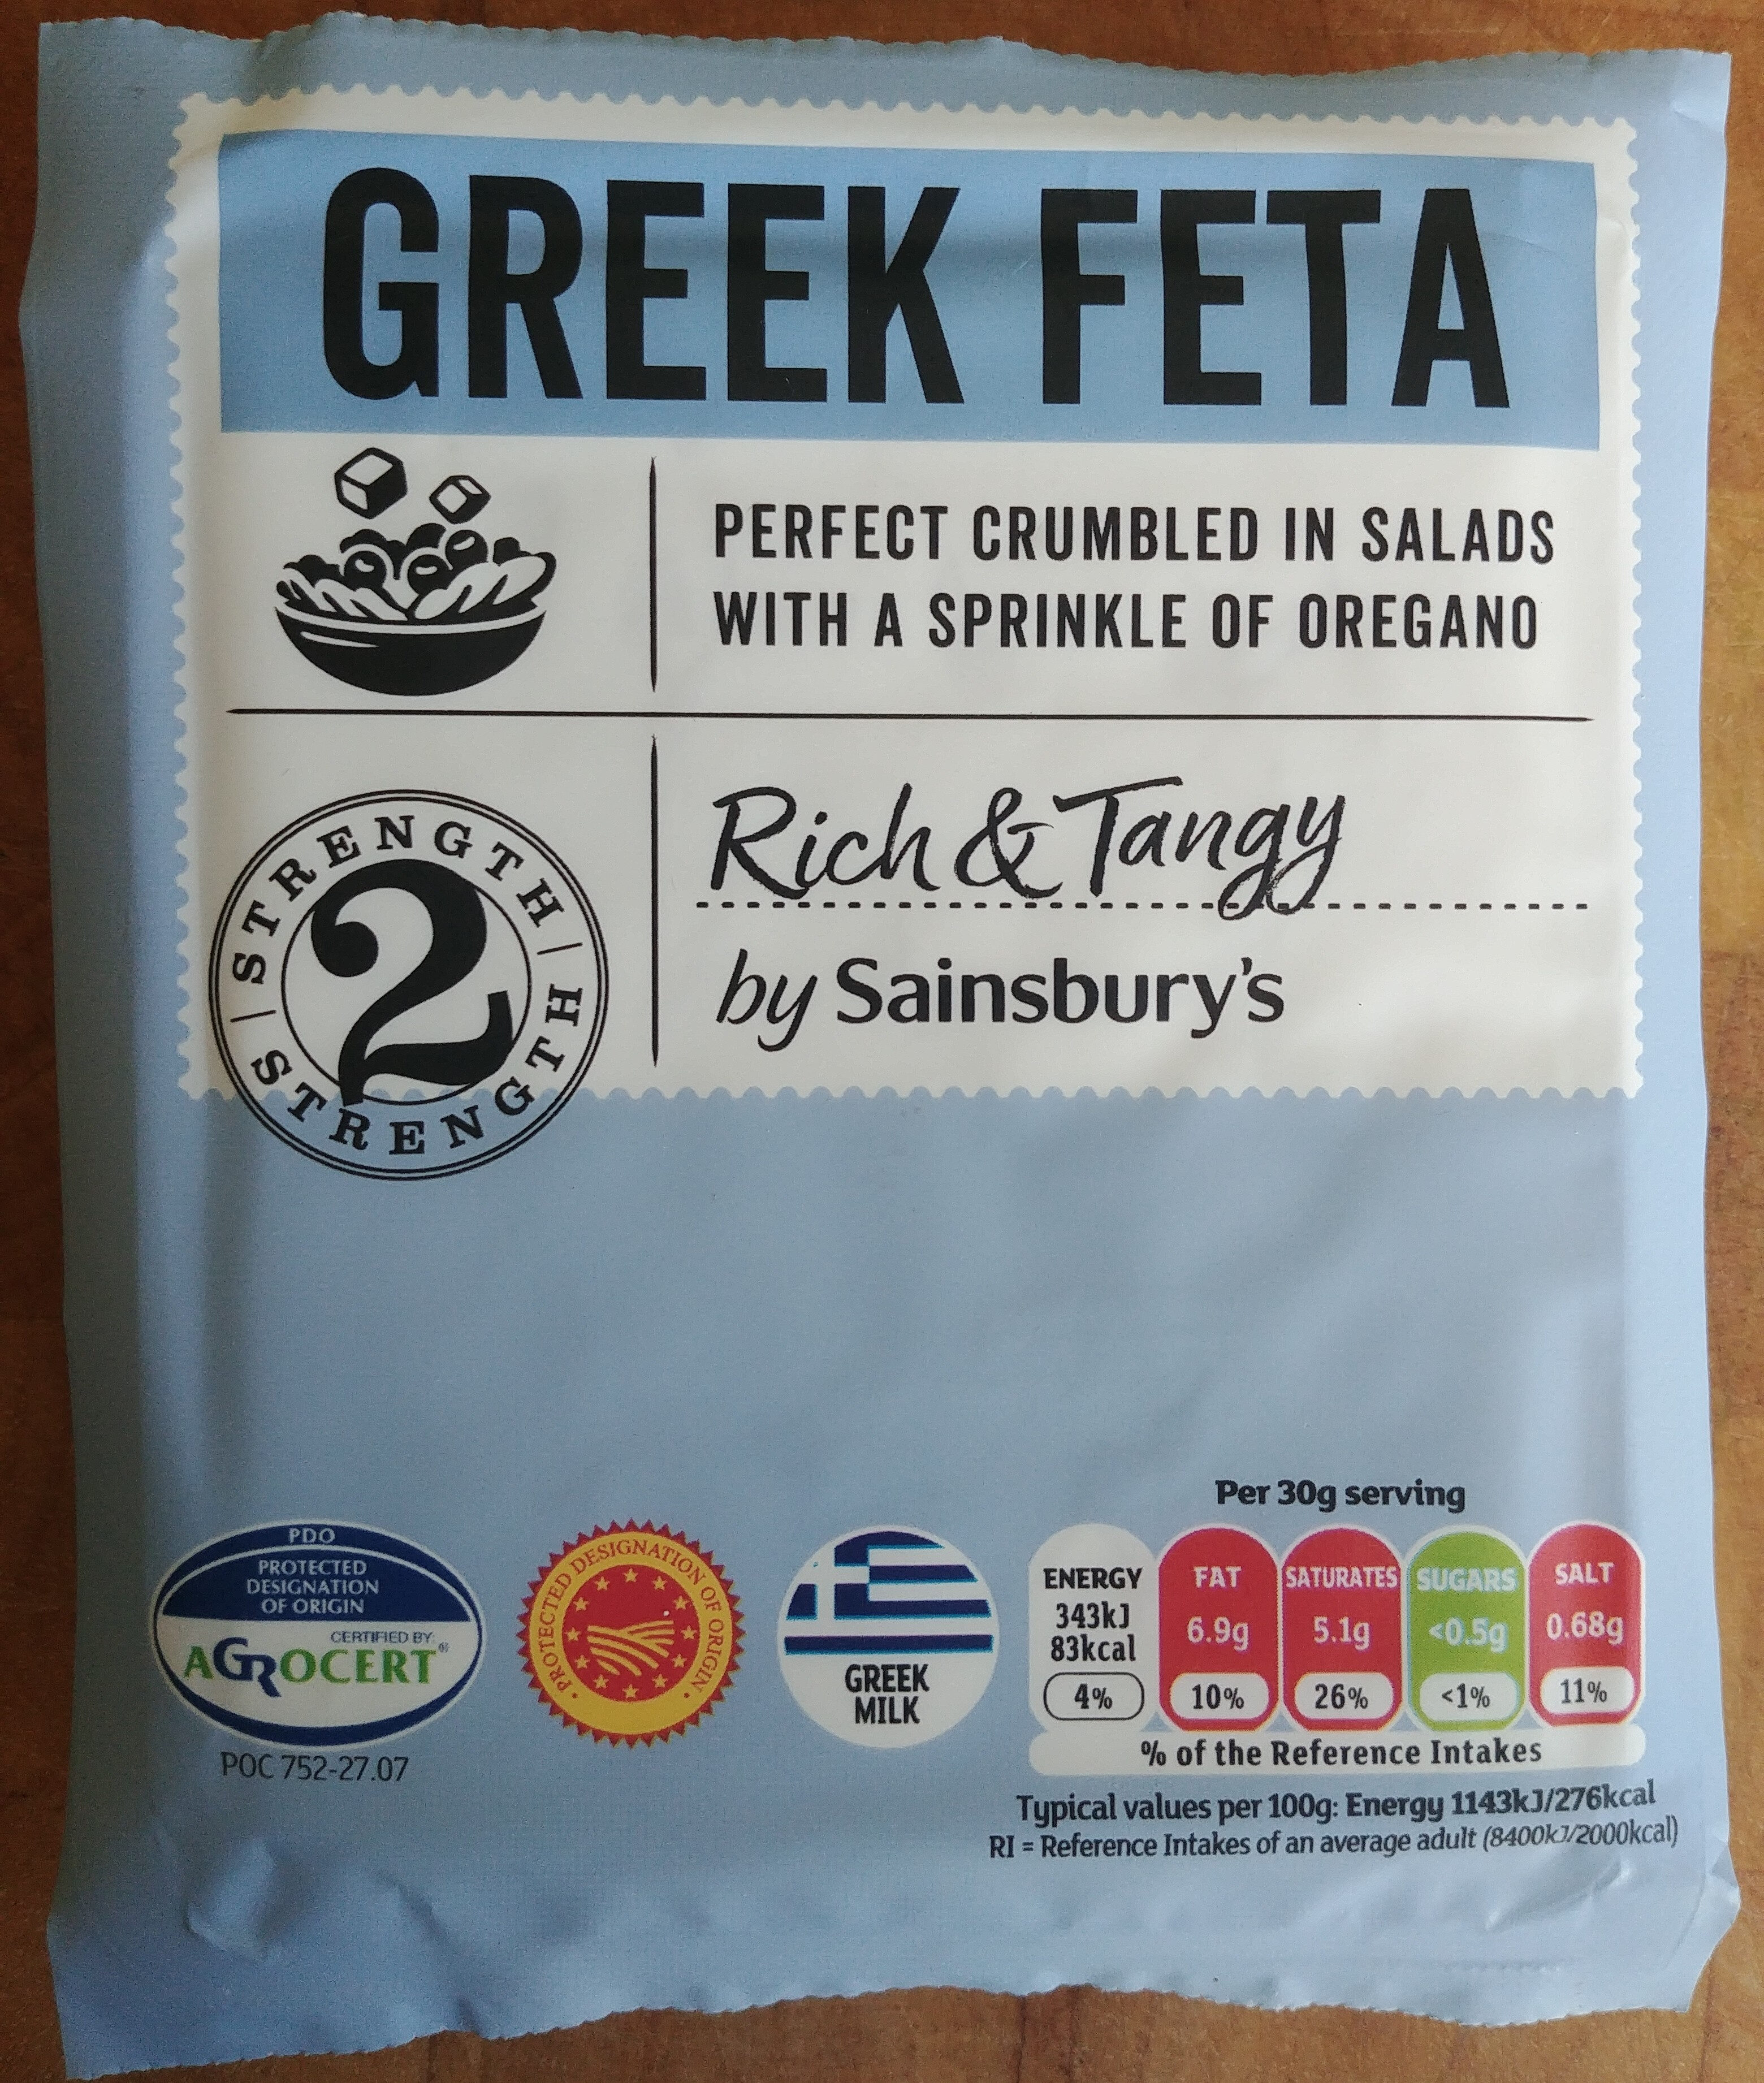 GREEK FETA
PERFECT CRUMBLED IN SALADS
WITH A SPRINKLE OF OREGANO
STRENGTH
2
STRENGTH
Rich & Tangy
by Sainsbury's
PDO
PROTECTED
DESIGNATION
OF ORIGIN
CERTIFIED BY
AGROCERT®
POC 752-27.07
PROTECTED DESIGNATION OF ORIGIN
GREEK
MILK
Per 30g serving
ENERGY
343kJ
83kcal
4%
FAT
6.9g
10%
SATURATES
5.1g
26%
SUGARS
<0.5g
<1%
SALT
0.68g
11%
% of the Reference Intakes
Typical values per 100g: Energy 1143kJ/276kcal
RI = Reference Intakes of an average adult (8400kJ/2000kcal)